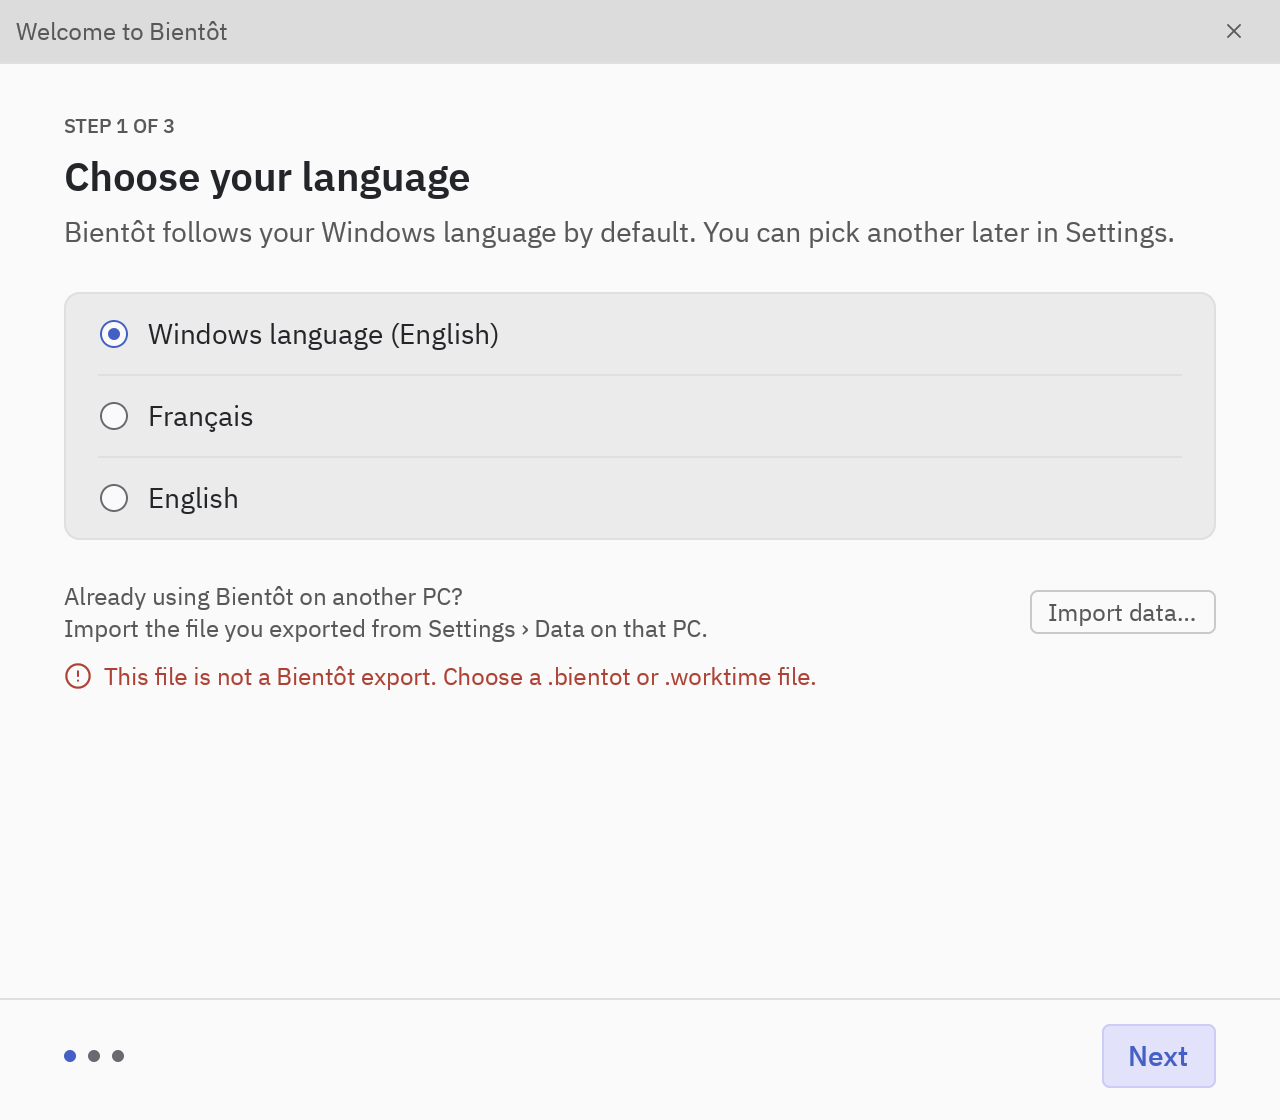 Welcome to Bientôt
STEP 1 OF 3
Choose your language
Bientôt follows your Windows language by default. You can pick another later in Settings.
Windows language (English)
Français
English
Already using Bientôt on another PC?
Import the file you exported from Settings › Data on that PC.
Import data...
This file is not a Bientôt export. Choose a .bientot or .worktime file.
Next